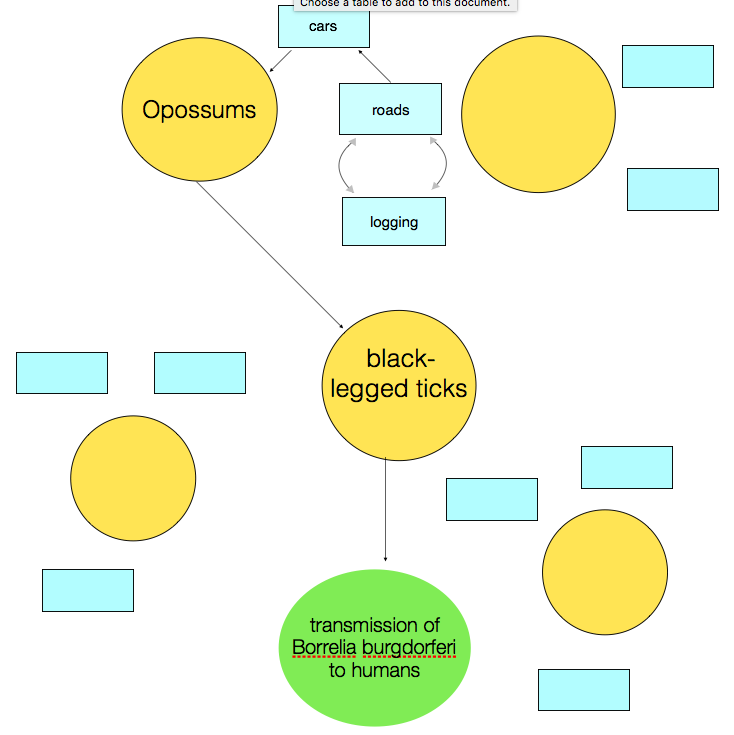 Choose a table to add to this document.
cars
Opossums
roads
logging
black-
legged ticks
transmission of
Borrelia burgdorferi
to humans